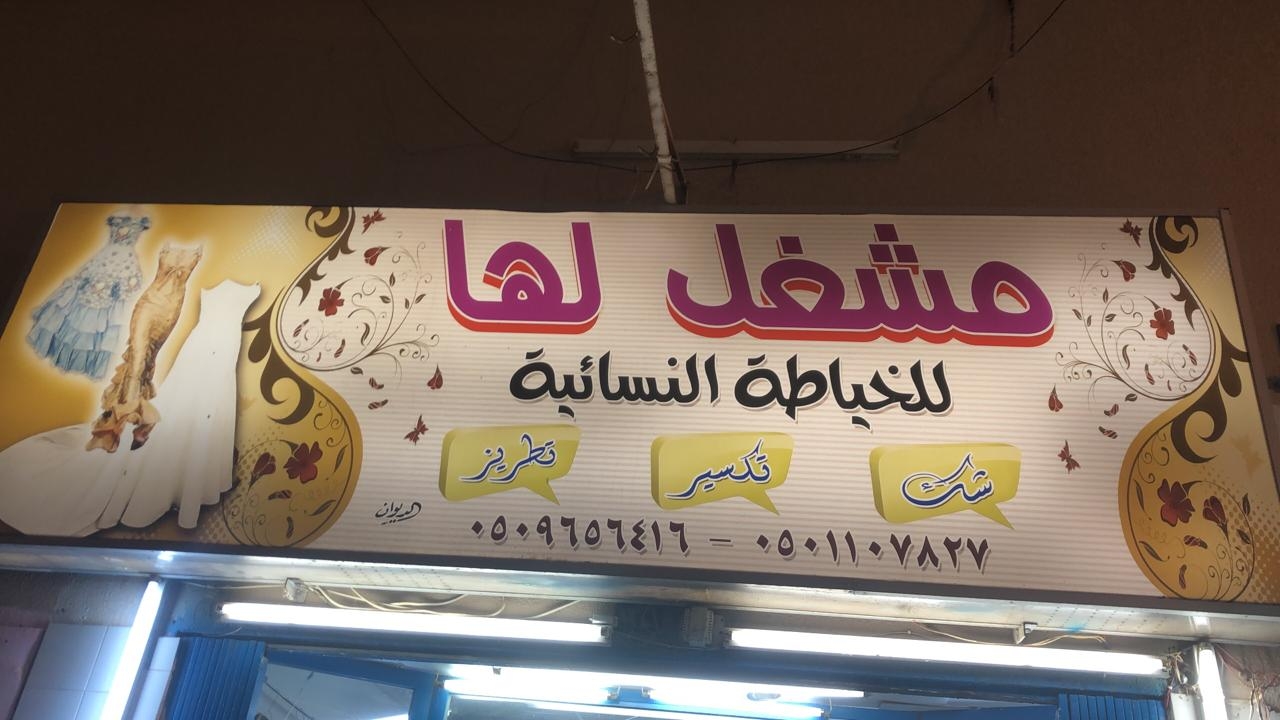 مشغل لها
للخياطة النسائية
شك تكسير تطريز
٠٥٠١١٠٧٨٢٧ – ٠٥٠٩٦٥٦٤١٦
الديوان